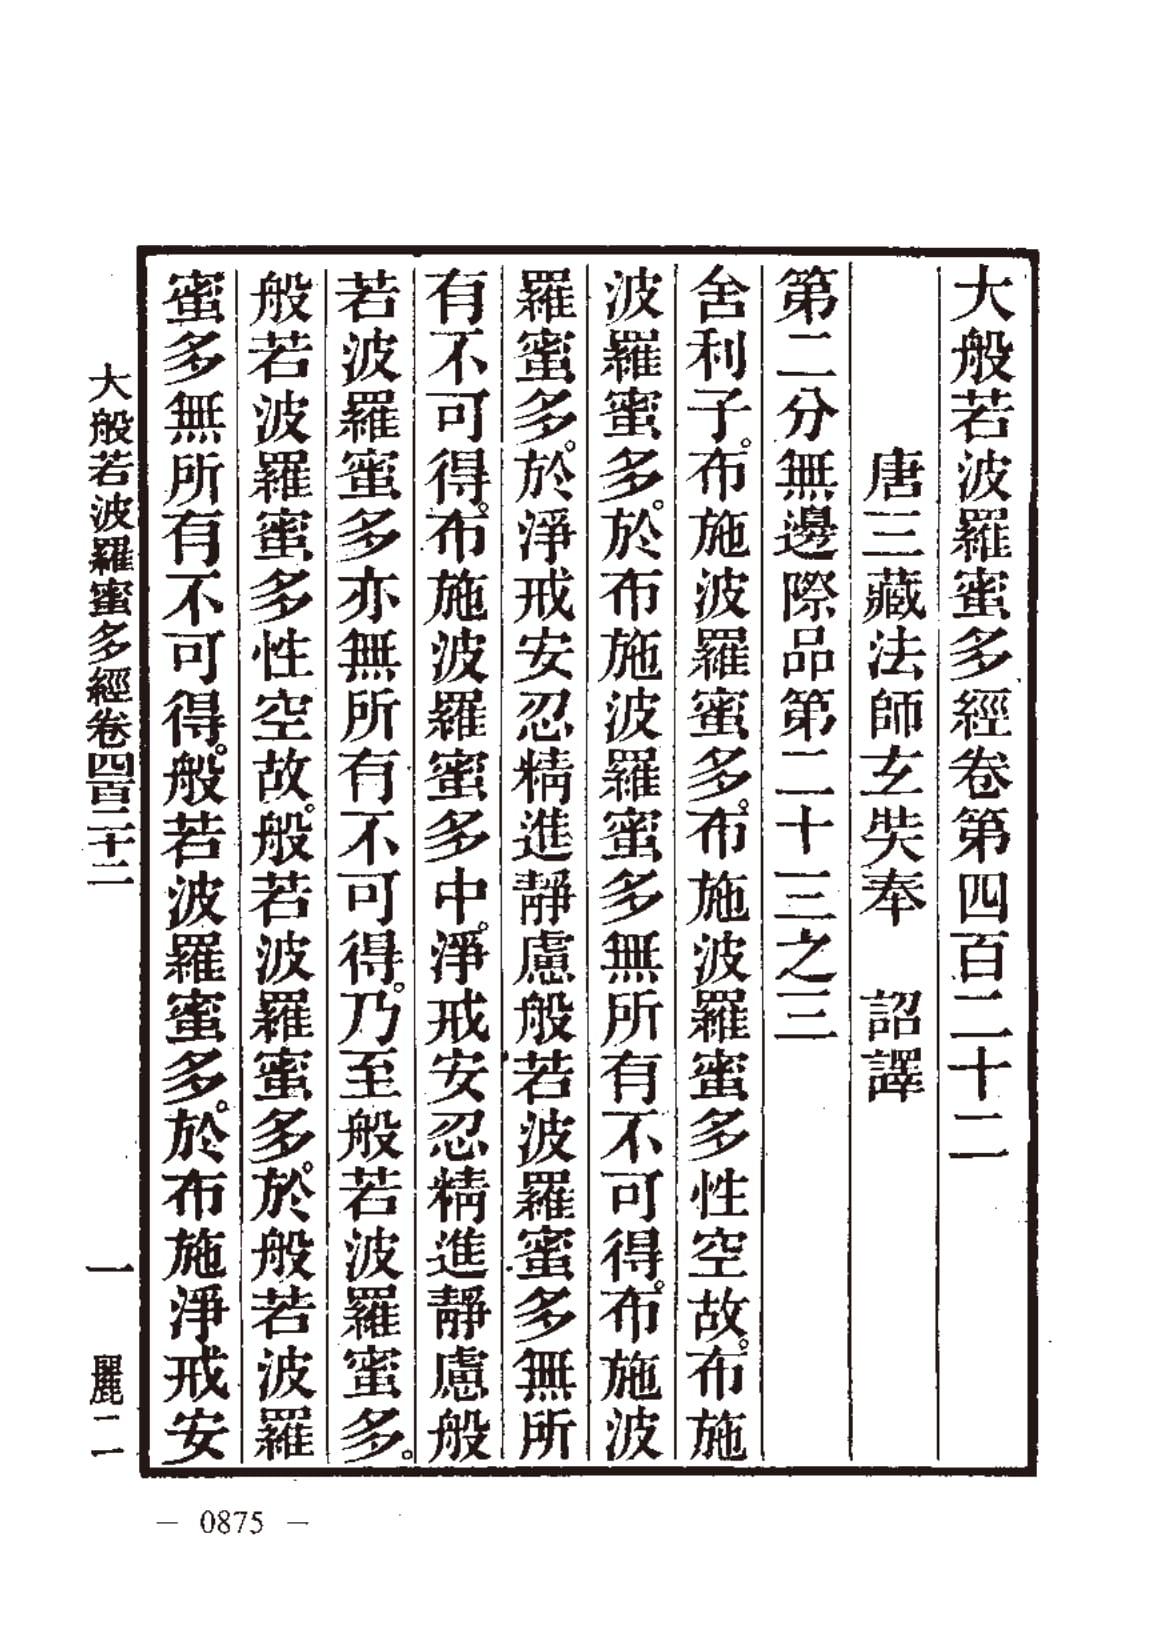 大般若波羅蜜多經卷第四百二十二
唐三藏法師玄奘奉　詔譯
第二分無邊際品第二十三之三
舍利子。布施波羅蜜多。布施波羅蜜多性空故。布施
波羅蜜多。於布施波羅蜜多無所有不可得。布施波
羅蜜多。於淨戒安忍精進靜慮般若波羅蜜多無所
有不可得。布施波羅蜜多中。淨戒安忍精進靜慮般
若波羅蜜多亦無所有不可得。乃至般若波羅蜜多。
般若波羅蜜多性空故。般若波羅蜜多。於般若波羅
蜜多無所有不可得。般若波羅蜜多。於布施淨戒安
大般若波羅蜜多經卷四百二十二　一　麗二
— 0875 —